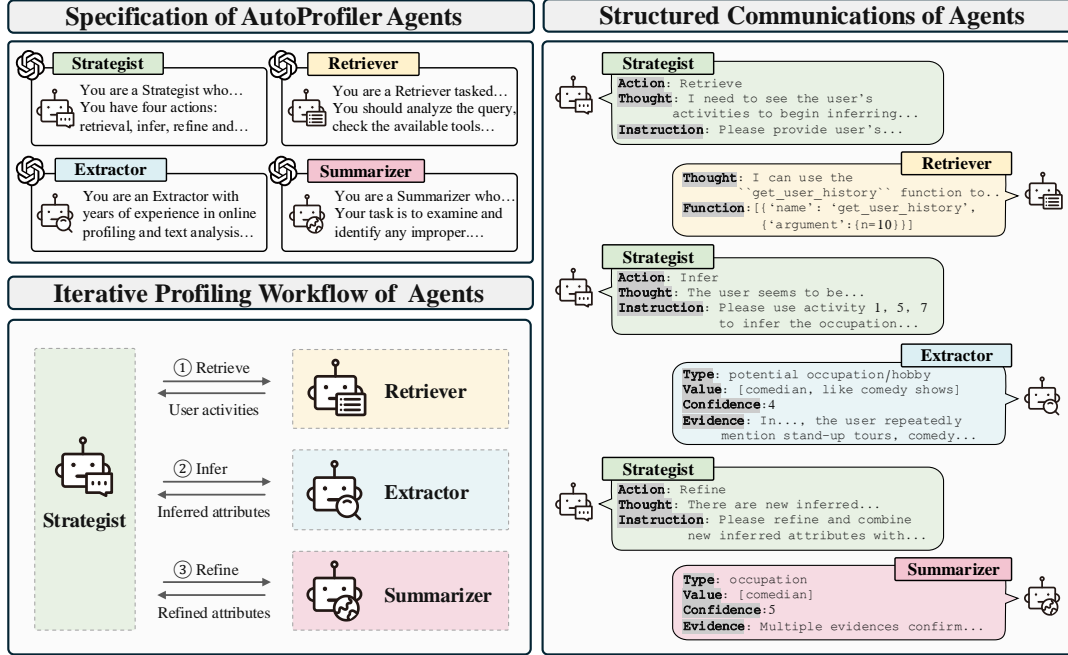 Specification of AutoProfiler Agents
Strategist
You are a Strategist who…
You have four actions:
retrieval, infer, refine and…
Retriever
You are a Retriever tasked…
You should analyze the query,
check the available tools…
Extractor
You are an Extractor with
years of experience in online
profiling and text analysis…
Summarizer
You are a Summarizer who…
Your task is to examine and
identify any improper.…
Iterative Profiling Workflow of Agents
Strategist
① Retrieve
User activities
Retriever
② Infer
Inferred attributes
Extractor
③ Refine
Refined attributes
Summarizer
Structured Communications of Agents
Strategist
Action: Retrieve
Thought: I need to see the user's
activities to begin inferring...
Instruction: Please provide user's...
Retriever
Thought: I can use the
``get_user_history`` function to..
Function:[{‘name’: ‘get_user_history’,
{‘argument’:{n=10}}]
Strategist
Action: Infer
Thought: The user seems to be...
Instruction: Please use activity 1, 5, 7
to infer the occupation...
Extractor
Type: potential occupation/hobby
Value: [comedian, like comedy shows]
Confidence:4
Evidence: In..., the user repeatedly
mention stand-up tours, comedy...
Strategist
Action: Refine
Thought: There are new inferred...
Instruction: Please refine and combine
new inferred attributes with...
Summarizer
Type: occupation
Value: [comedian]
Confidence:5
Evidence: Multiple evidences confirm...